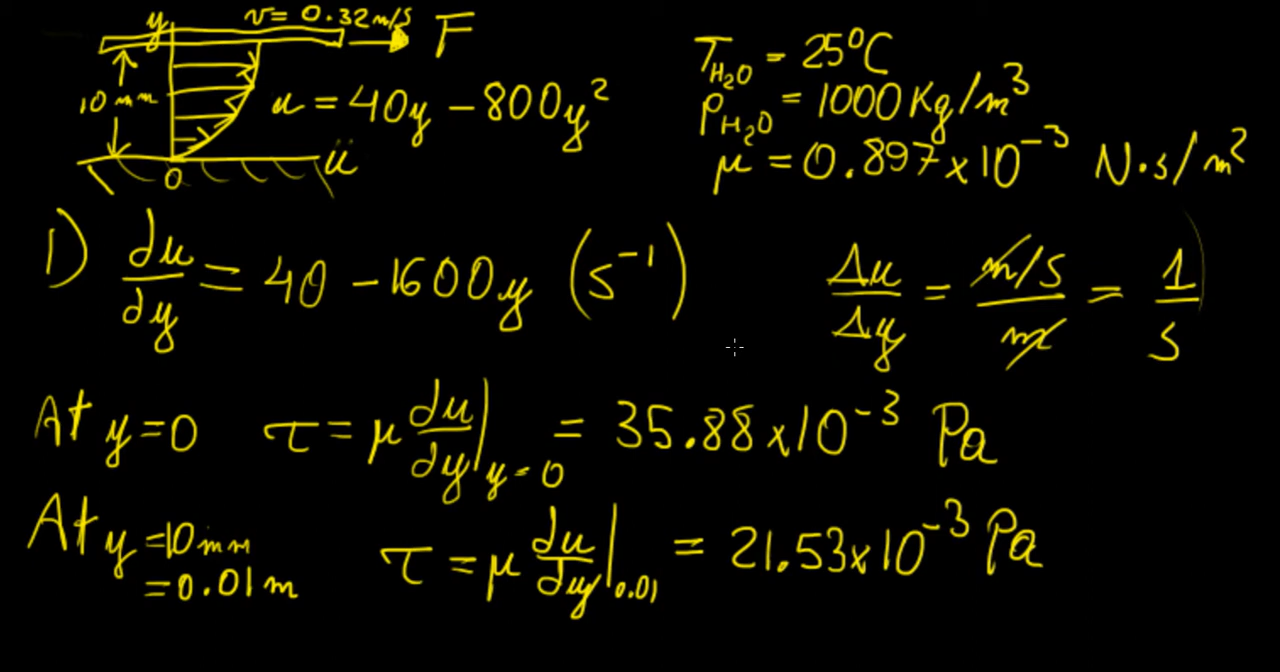 y v = 0.32 m/s F
10 mm u = 40y - 800y²
0 u
T_H₂O = 25°C
ρ_H₂O = 1000 Kg/m³
μ = 0.897 x 10⁻³ N·s/m²
1) du/dy = 40 - 1600y (s⁻¹) Δu/Δy = m/s/m = 1/s
At y = 0 τ = μ du/dy|y=0 = 35.88 x 10⁻³ Pa
At y = 10 mm τ = μ du/dy|0.01 = 21.53 x 10⁻³ Pa
= 0.01 m